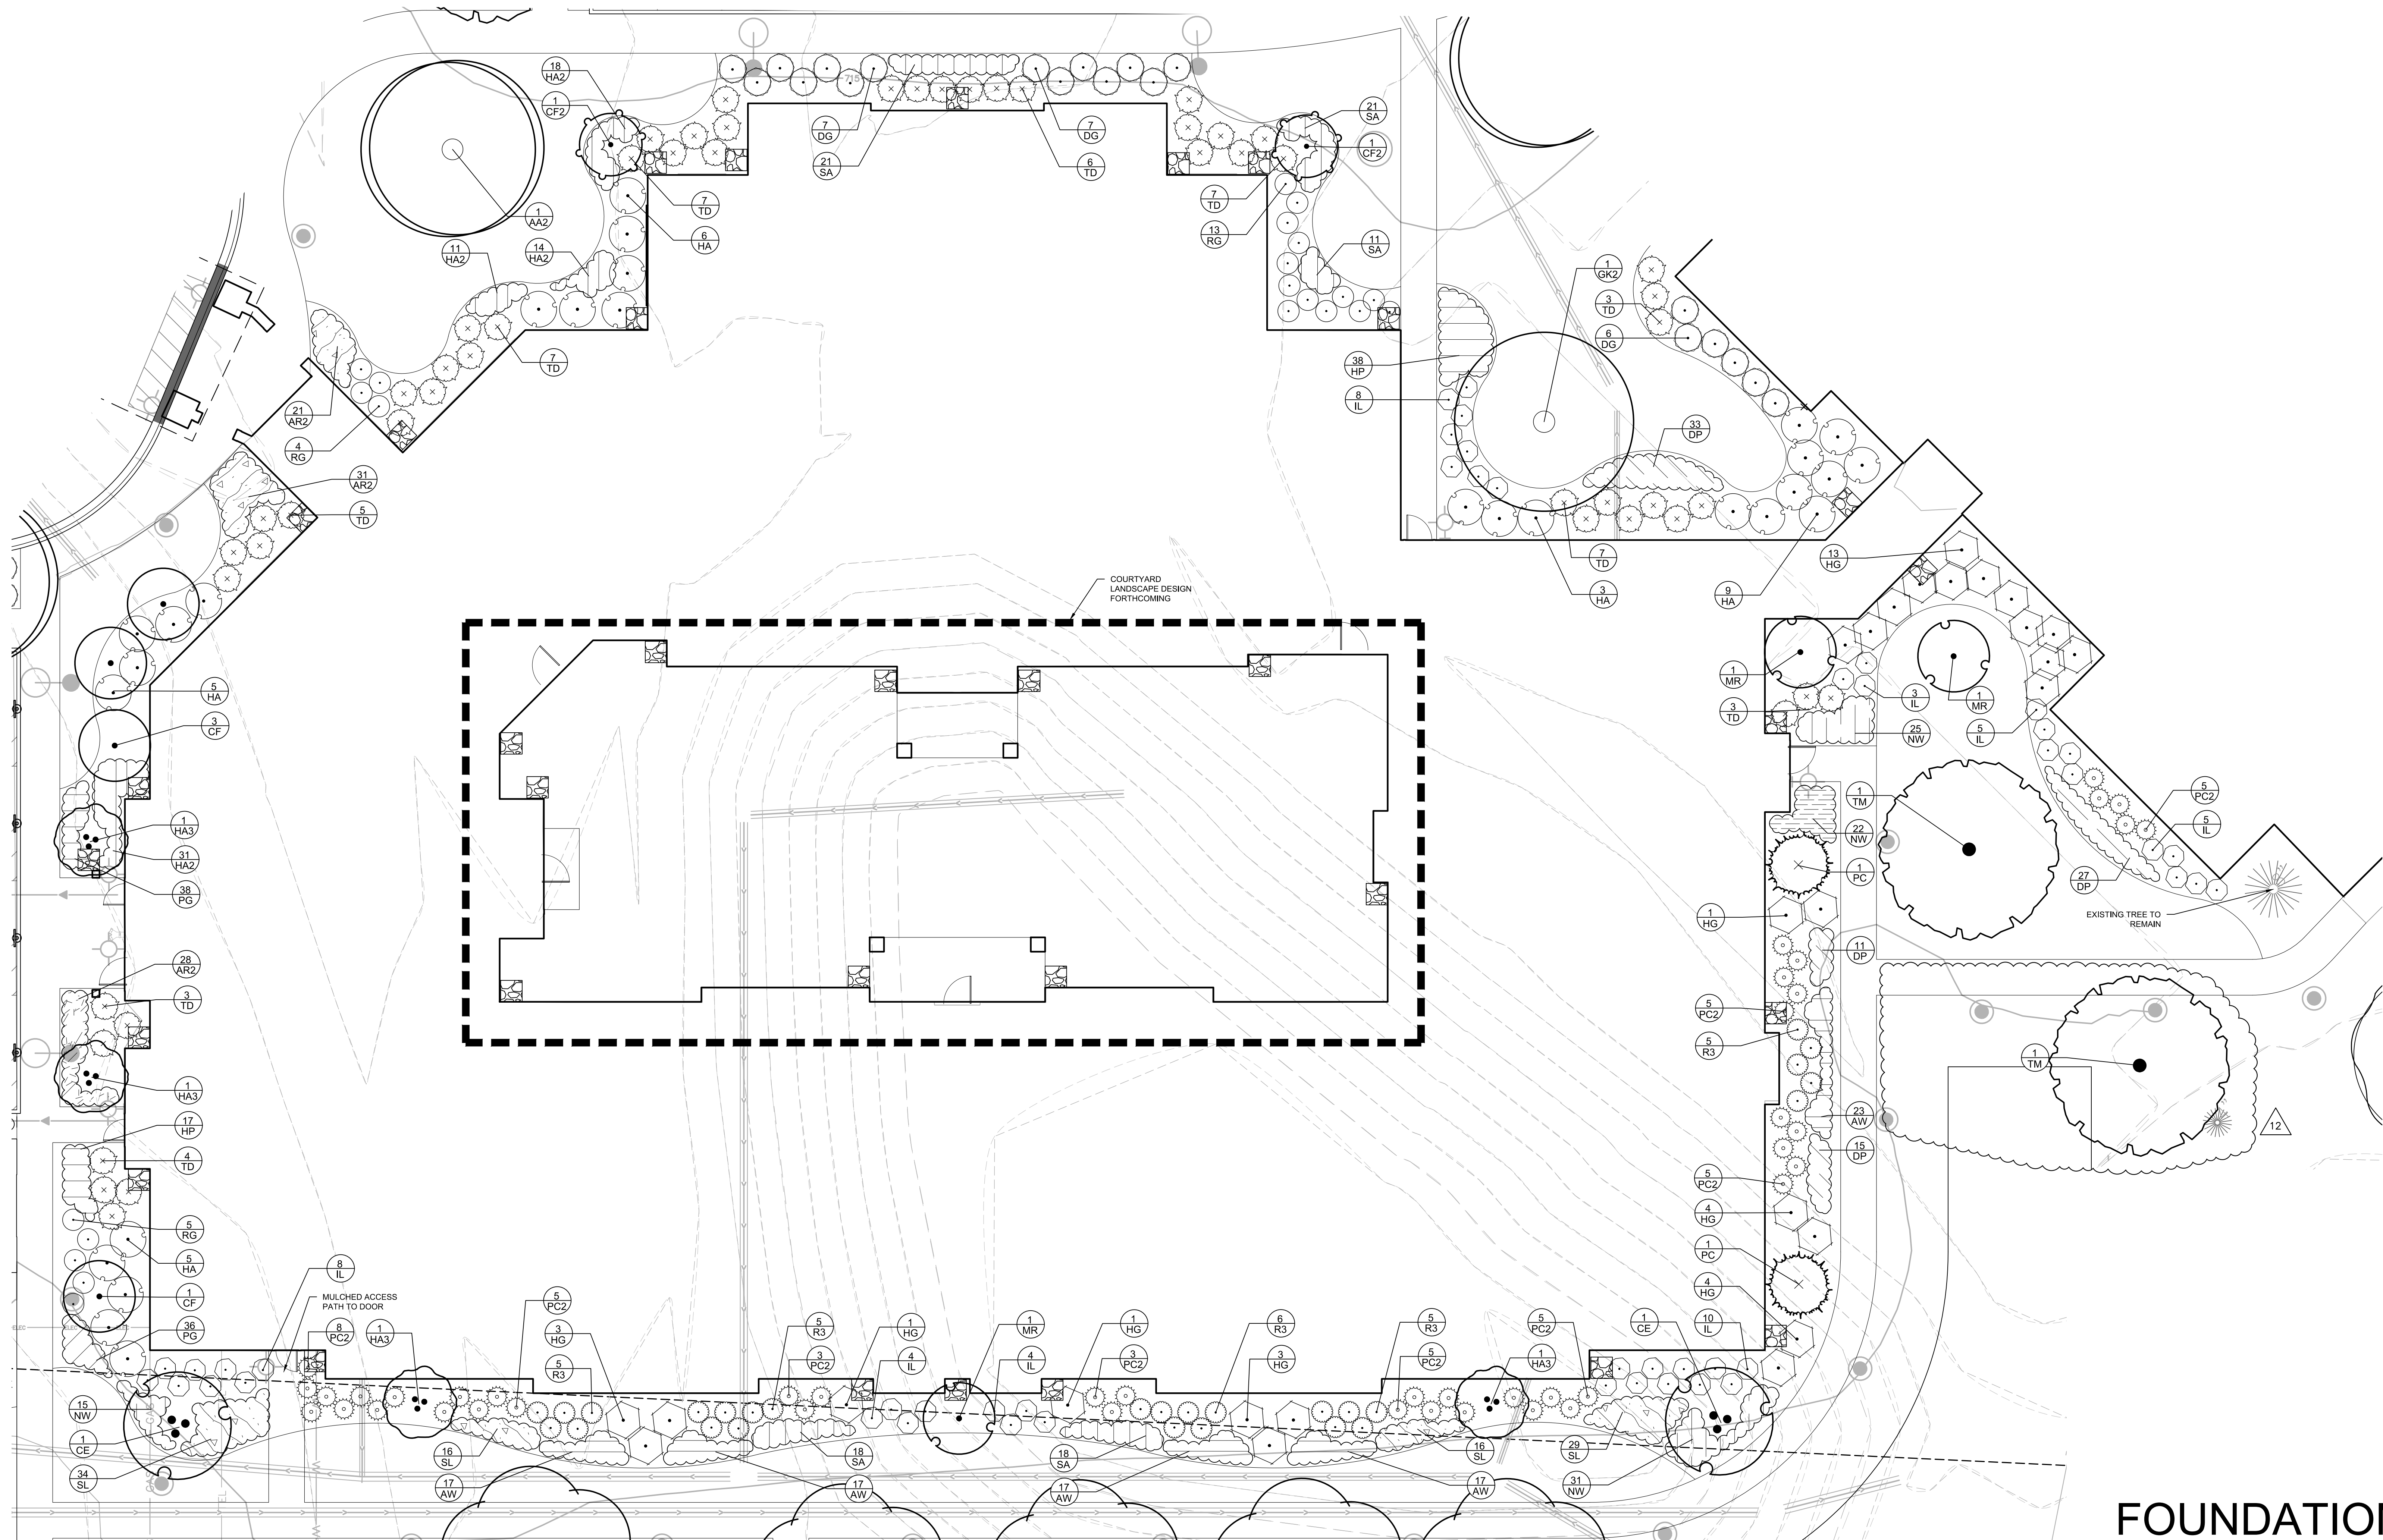 18
HA2
1
CF2
715
7
DG
21
SA
7
DG
6
TD
21
SA
1
CF2
1
AA2
7
TD
6
HA
11
HA2
14
HA2
7
TD
13
RG
11
SA
1
GK2
3
TD
6
DG
7
TD
38
HP
8
IL
21
AR2
4
RG
33
DP
31
AR2
5
TD
7
TD
3
HA
9
HA
13
HG
COURTYARD
LANDSCAPE DESIGN
FORTHCOMING
5
HA
3
CF
1
MR
3
TD
3
IL
1
MR
25
NW
5
IL
1
HA3
31
HA2
38
PG
1
TM
22
NW
1
PC
5
PC2
5
IL
27
DP
EXISTING TREE TO
REMAIN
1
HG
11
DP
28
AR2
3
TD
5
PC2
5
R3
1
TM
1
HA3
17
HP
4
TD
23
AW
15
DP
12
5
PC2
4
HG
5
RG
5
HA
1
PC
4
HG
8
IL
MULCHED ACCESS
PATH TO DOOR
1
CF
36
PG
8
PC2
1
HA3
5
PC2
3
HG
5
R3
5
R3
3
PC2
1
HG
4
IL
1
MR
4
IL
1
HG
3
PC2
6
R3
3
HG
5
R3
5
PC2
5
PC2
1
HA3
1
CE
10
IL
15
NW
1
CE
34
SL
16
SL
17
AW
18
SA
17
AW
18
SA
17
AW
16
SL
17
AW
29
SL
31
NW
FOUNDATION